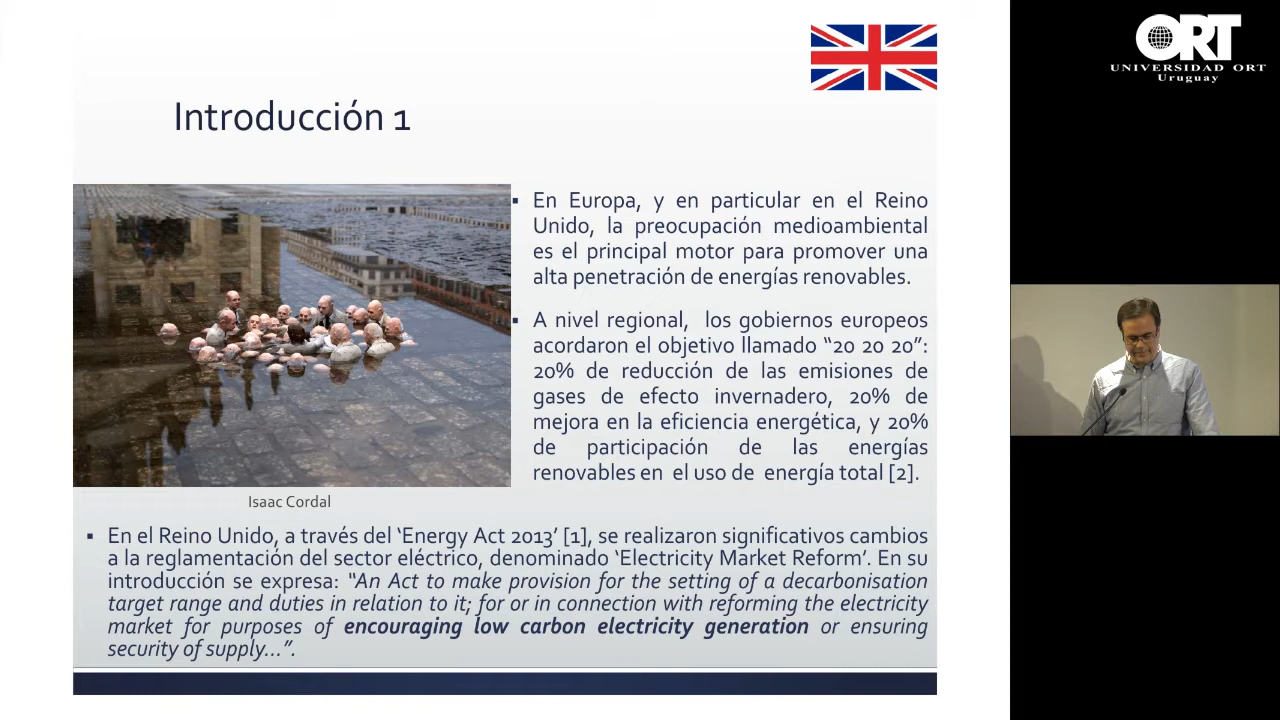 ORT
UNIVERSIDAD ORT
Uruguay
Introducción 1
▪ En Europa, y en particular en el Reino
Unido, la preocupación medioambiental
es el principal motor para promover una
alta penetración de energías renovables.
▪ A nivel regional, los gobiernos europeos
acordaron el objetivo llamado “20 20 20”:
20% de reducción de las emisiones de
gases de efecto invernadero, 20% de
mejora en la eficiencia energética, y 20%
de participación de las energías
renovables en el uso de energía total [2].
Isaac Cordal
▪ En el Reino Unido, a través del ‘Energy Act 2013’ [1], se realizaron significativos cambios
a la reglamentación del sector eléctrico, denominado ‘Electricity Market Reform’. En su
introducción se expresa: “An Act to make provision for the setting of a decarbonisation
target range and duties in relation to it; for or in connection with reforming the electricity
market for purposes of encouraging low carbon electricity generation or ensuring
security of supply...”.